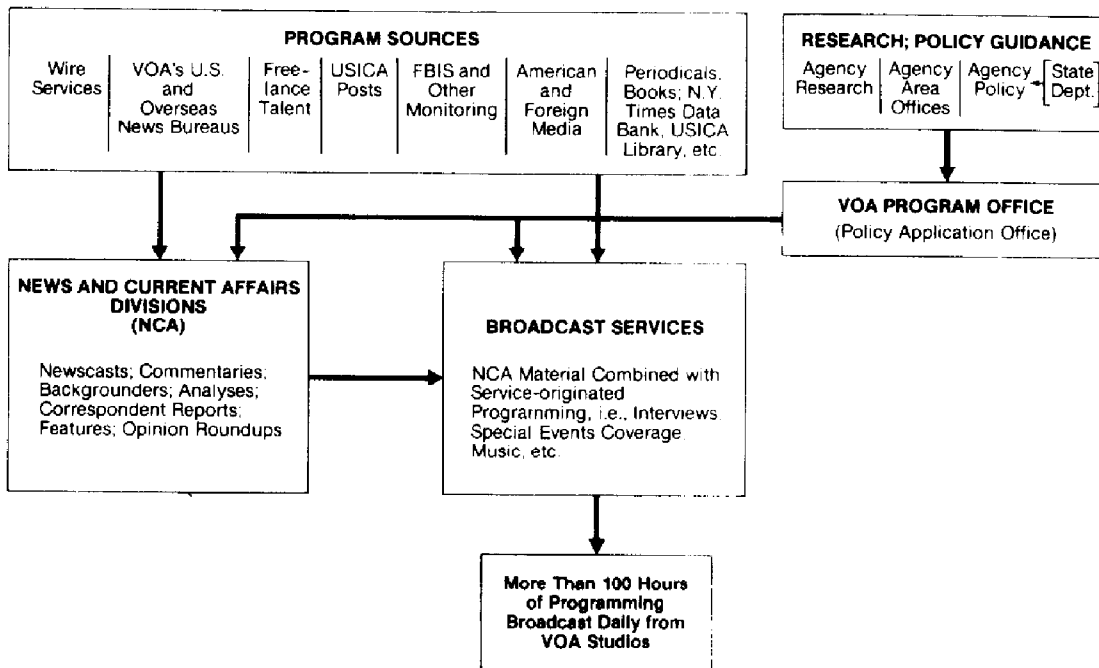 PROGRAM SOURCES
Wire
Services
VOA's U.S.
and
Overseas
News Bureaus
Free-
lance
Talent
USICA
Posts
FBIS and
Other
Monitoring
American
and
Foreign
Media
Periodicals,
Books; N.Y.
Times Data
Bank, USICA
Library, etc.
RESEARCH; POLICY GUIDANCE
Agency
Research
Agency
Area
Offices
Agency
Policy
State
Dept.
VOA PROGRAM OFFICE
(Policy Application Office)
NEWS AND CURRENT AFFAIRS
DIVISIONS
(NCA)
Newscasts; Commentaries;
Backgrounders; Analyses;
Correspondent Reports;
Features; Opinion Roundups
BROADCAST SERVICES
NCA Material Combined with
Service-originated
Programming, i.e., Interviews,
Special Events Coverage,
Music, etc.
More Than 100 Hours
of Programming
Broadcast Daily from
VOA Studios